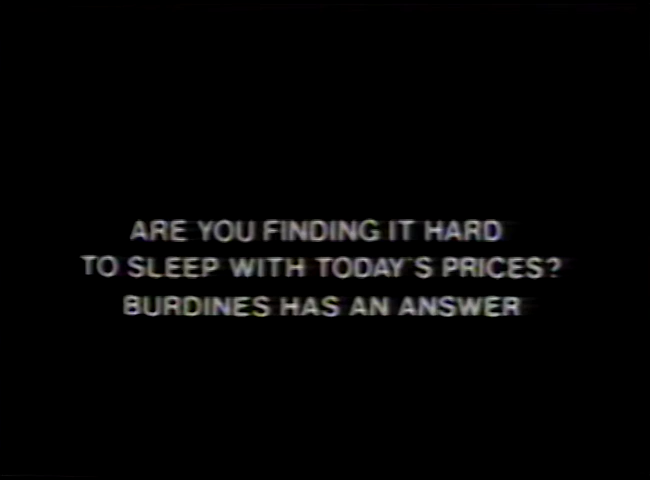 ARE YOU FINDING IT HARD
TO SLEEP WITH TODAY'S PRICES?
BURDINES HAS AN ANSWER